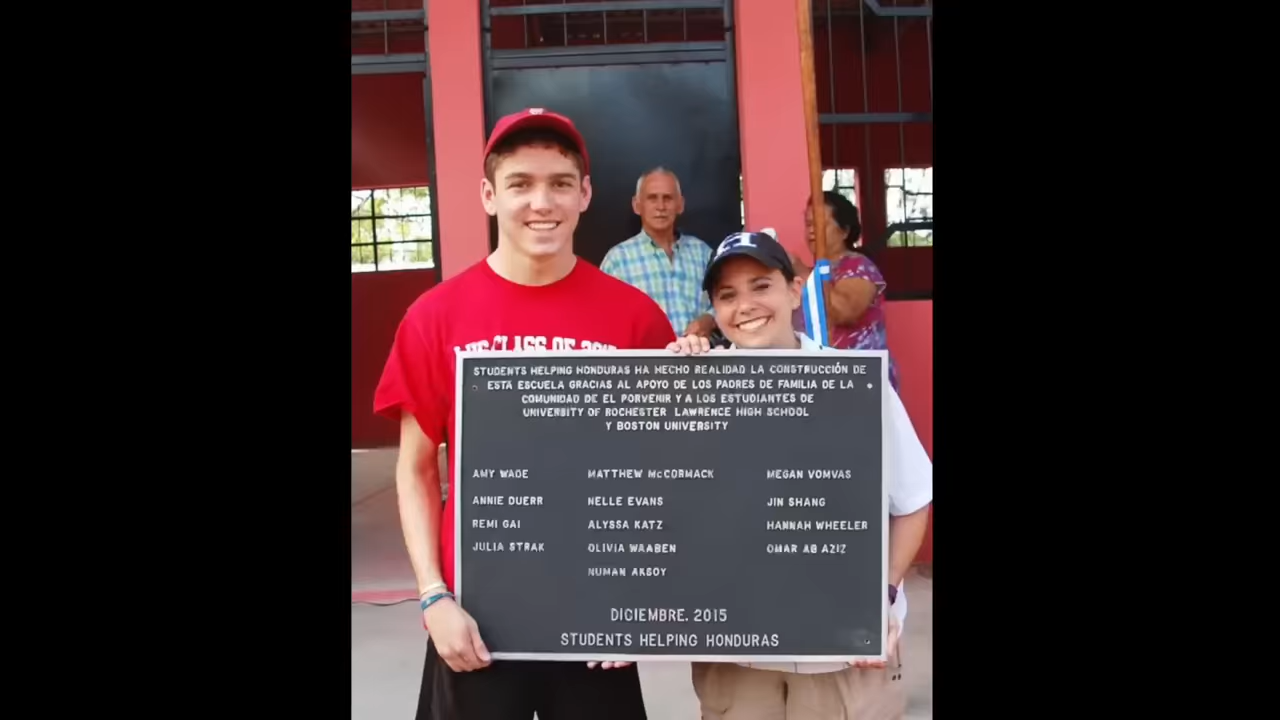 CLASS OF 2015
STUDENTS HELPING HONDURAS HA HECHO REALIDAD LA CONSTRUCCIÓN DE
ESTA ESCUELA GRACIAS AL APOYO DE LOS PADRES DE FAMILIA DE LA
COMUNIDAD DE EL PORVENIR Y A LOS ESTUDIANTES DE
UNIVERSITY OF ROCHESTER LAWRENCE HIGH SCHOOL
Y BOSTON UNIVERSITY
AMY WADE MATTHEW McCORMACK MEGAN VOMVAS
ANNIE DUERR NELLE EVANS JIN SHANG
REMI GAI ALYSSA KATZ HANNAH WHEELER
JULIA STRAK OLIVIA WAABEN OMAR AB AZIZ
NUMAN AKSOY
DICIEMBRE. 2015
STUDENTS HELPING HONDURAS